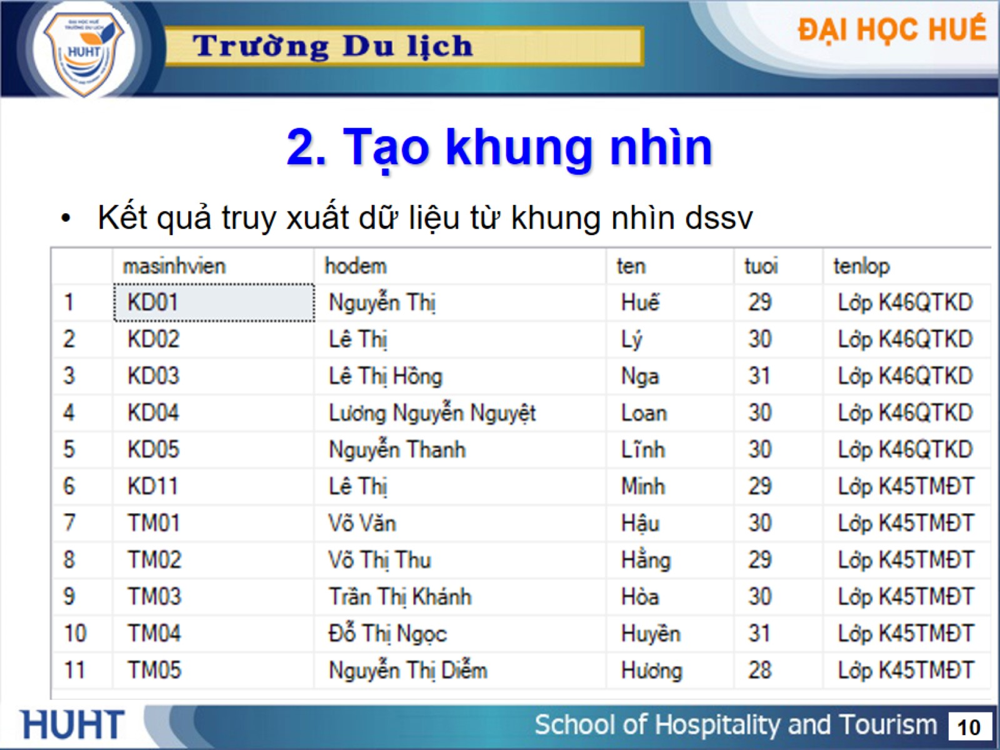 ĐẠI HỌC HUẾ
TRƯỜNG DU LỊCH
HUHT
Trường Du lịch
ĐẠI HỌC HUẾ
2. Tạo khung nhìn
• Kết quả truy xuất dữ liệu từ khung nhìn dssv
masinhvien hodem ten tuoi tenlop
1 KD01 Nguyễn Thị Huế 29 Lớp K46QTKD
2 KD02 Lê Thị Lý 30 Lớp K46QTKD
3 KD03 Lê Thị Hồng Nga 31 Lớp K46QTKD
4 KD04 Lương Nguyễn Nguyệt Loan 30 Lớp K46QTKD
5 KD05 Nguyễn Thanh Lĩnh 30 Lớp K46QTKD
6 KD11 Lê Thị Minh 29 Lớp K45TMĐT
7 TM01 Võ Văn Hậu 30 Lớp K45TMĐT
8 TM02 Võ Thị Thu Hằng 29 Lớp K45TMĐT
9 TM03 Trần Thị Khánh Hòa 30 Lớp K45TMĐT
10 TM04 Đỗ Thị Ngọc Huyền 31 Lớp K45TMĐT
11 TM05 Nguyễn Thị Diễm Hương 28 Lớp K45TMĐT
HUHT
School of Hospitality and Tourism
10